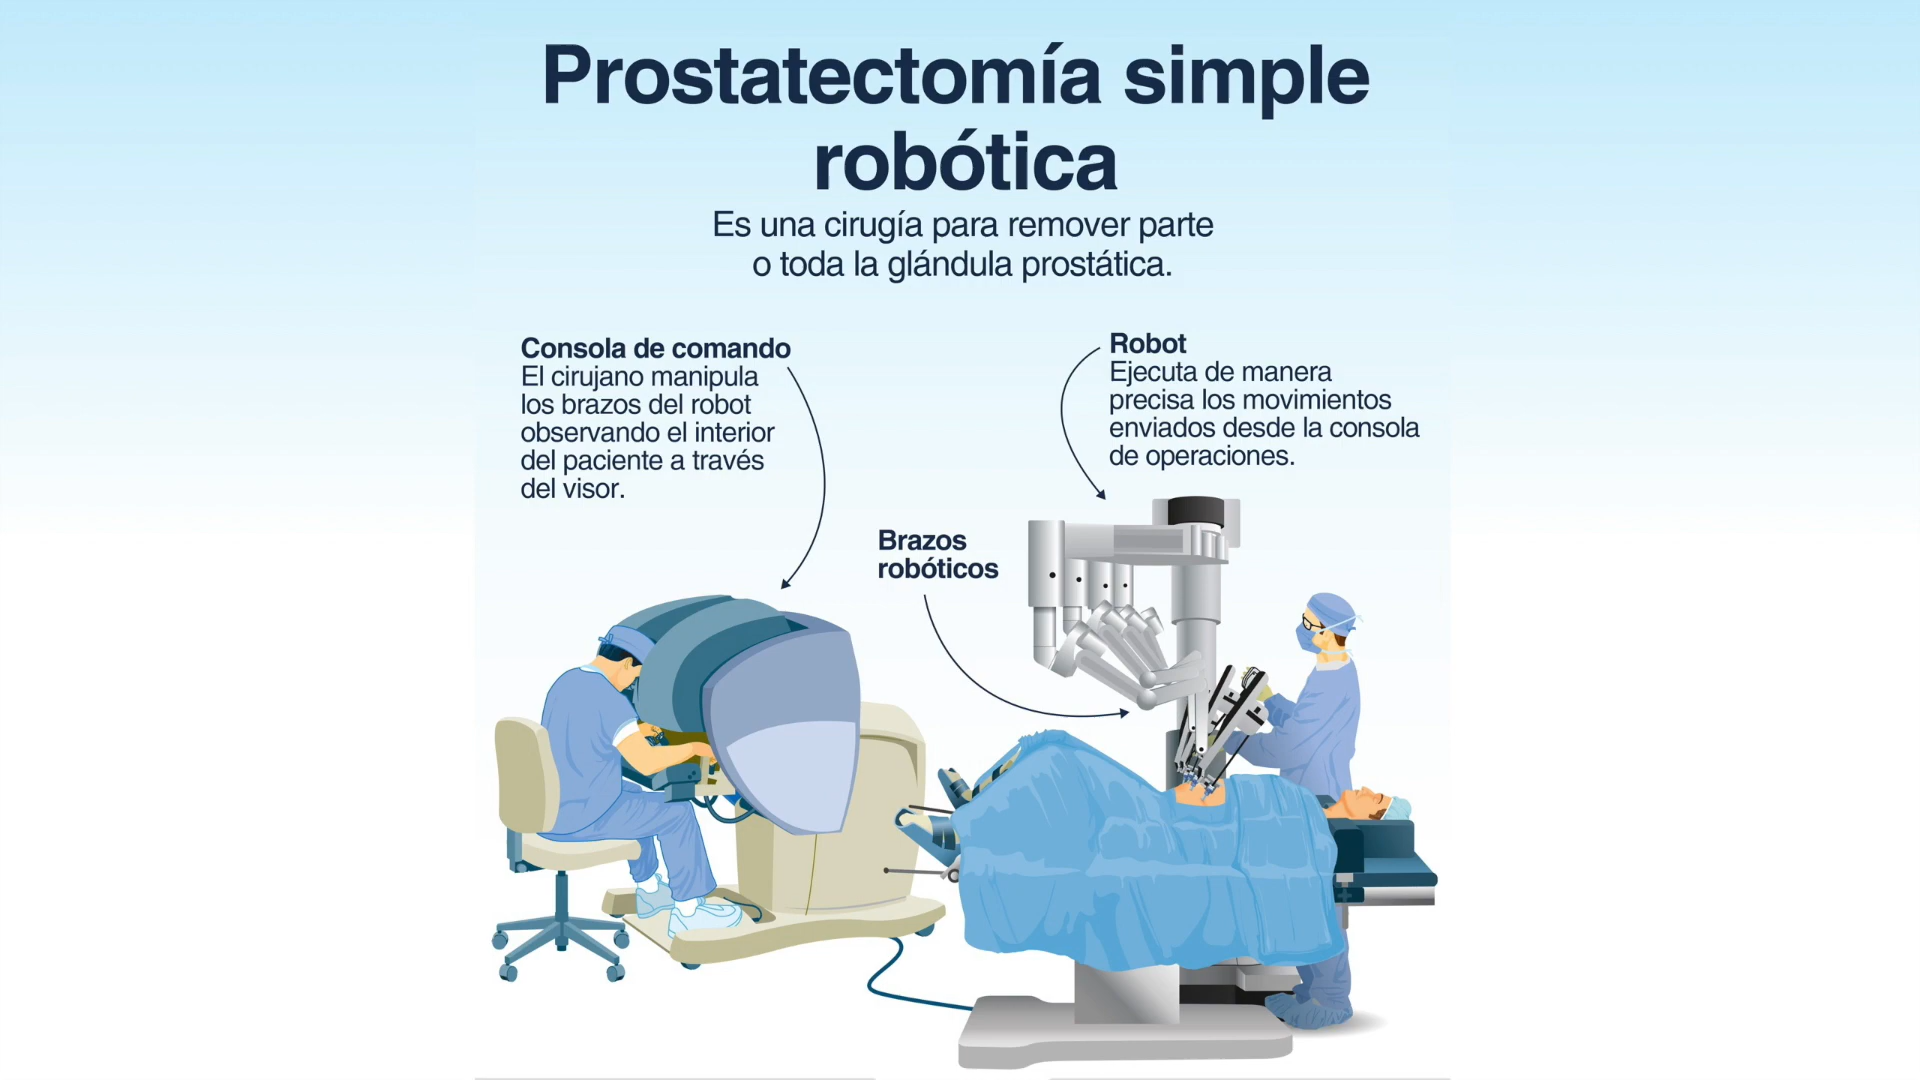 Prostatectomía simple
robótica
Es una cirugía para remover parte
o toda la glándula prostática.
Consola de comando
El cirujano manipula
los brazos del robot
observando el interior
del paciente a través
del visor.
Robot
Ejecuta de manera
precisa los movimientos
enviados desde la consola
de operaciones.
Brazos
robóticos